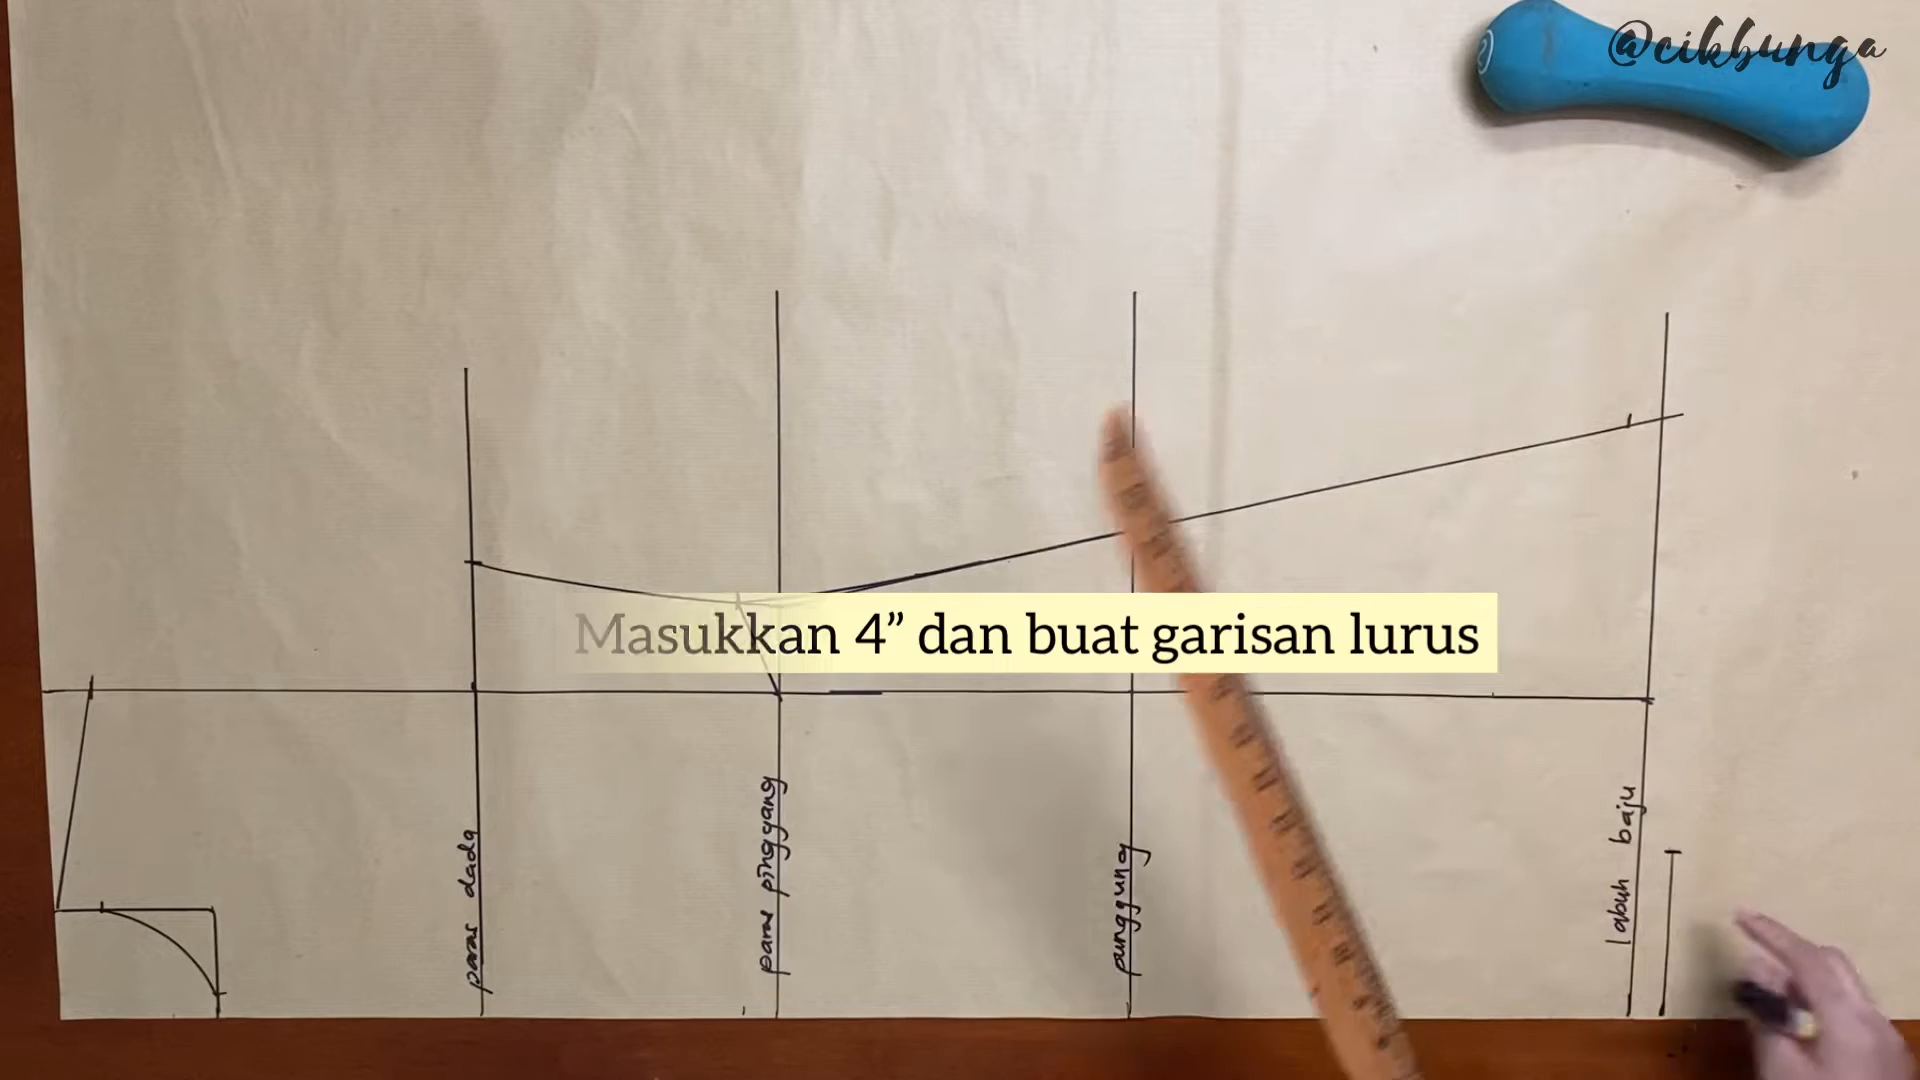 @cikbunga
Masukkan 4” dan buat garisan lurus
paras dada
paras pinggang
punggung
labuh baju